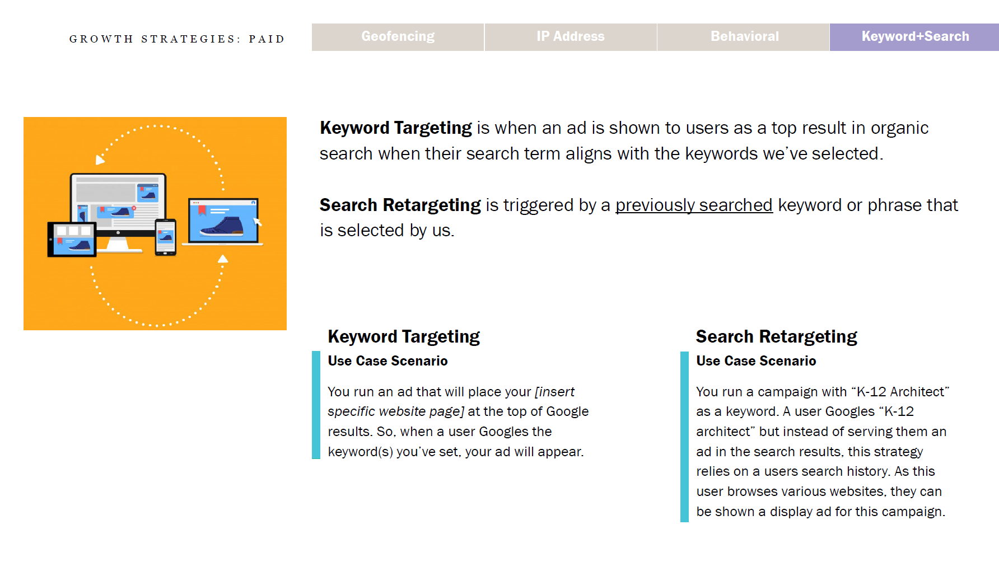 GROWTH STRATEGIES: PAID
Geofencing
IP Address
Behavioral
Keyword+Search
Keyword Targeting is when an ad is shown to users as a top result in organic
search when their search term aligns with the keywords we’ve selected.
Search Retargeting is triggered by a previously searched keyword or phrase that
is selected by us.
Keyword Targeting
Use Case Scenario
You run an ad that will place your [insert
specific website page] at the top of Google
results. So, when a user Googles the
keyword(s) you’ve set, your ad will appear.
Search Retargeting
Use Case Scenario
You run a campaign with “K-12 Architect”
as a keyword. A user Googles “K-12
architect” but instead of serving them an
ad in the search results, this strategy
relies on a users search history. As this
user browses various websites, they can
be shown a display ad for this campaign.